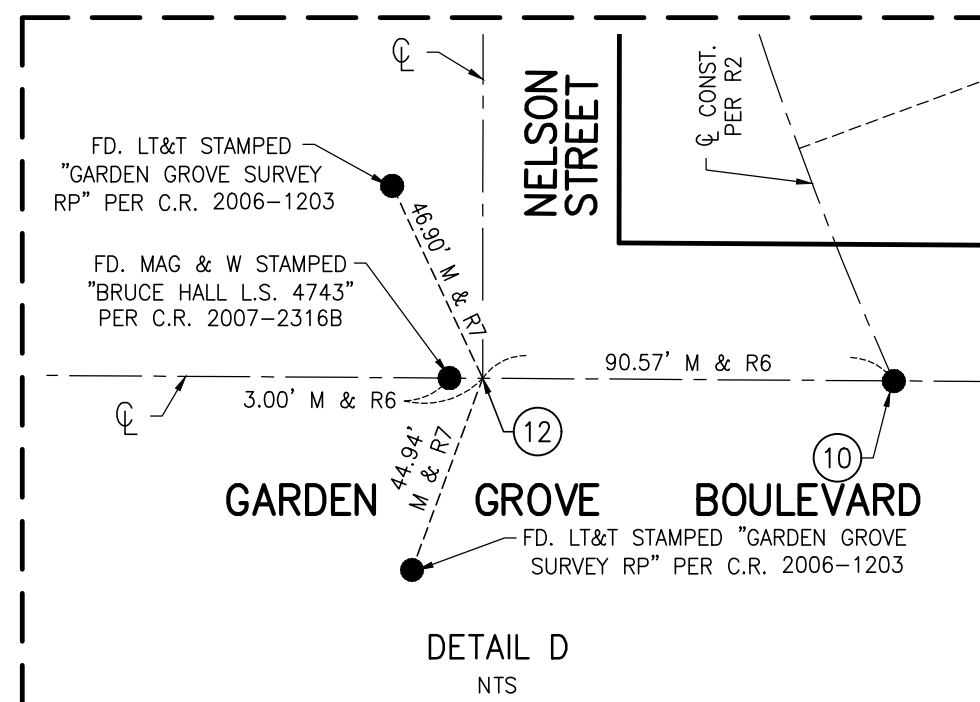 ℄
NELSON
STREET
℄ CONST.
PER R2
FD. LT&T STAMPED
"GARDEN GROVE SURVEY
RP" PER C.R. 2006-1203
46.90' M & R7
FD. MAG & W STAMPED
"BRUCE HALL L.S. 4743"
PER C.R. 2007-2316B
90.57' M & R6
3.00' M & R6
℄
12
10
44.94'
M & R7
GARDEN GROVE BOULEVARD
FD. LT&T STAMPED "GARDEN GROVE
SURVEY RP" PER C.R. 2006-1203
DETAIL D
NTS